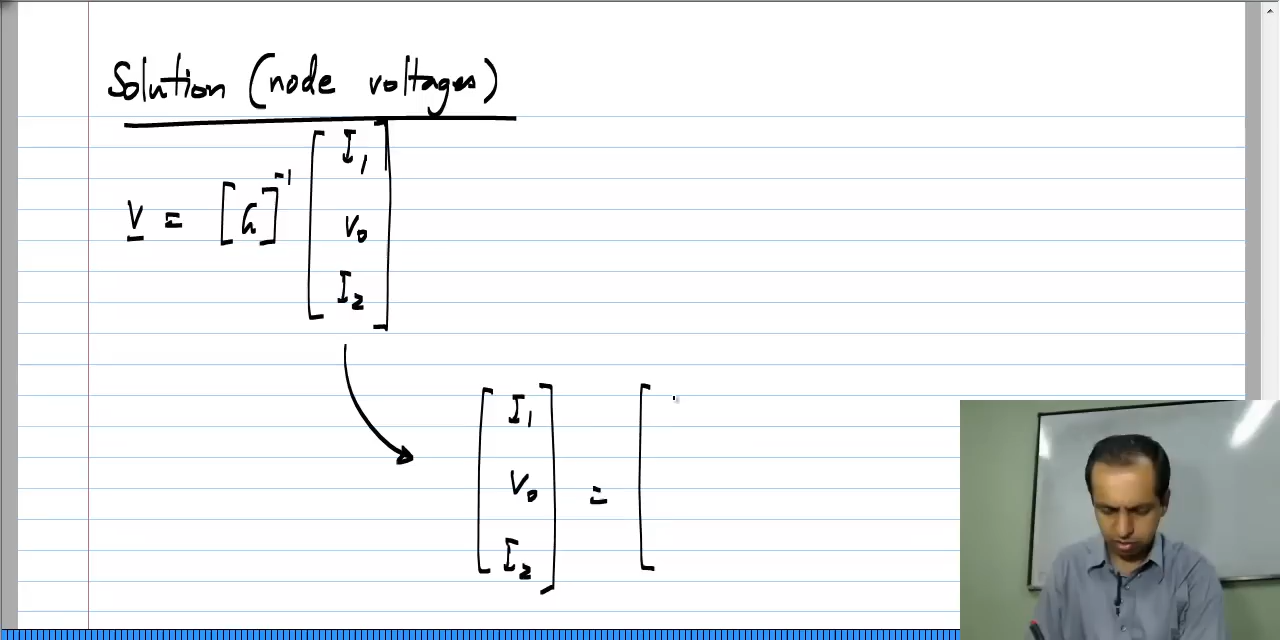 Solution (node voltages)
V = [G]⁻¹ [I₁
V₀
I₂]
[I₁
V₀
I₂] = [